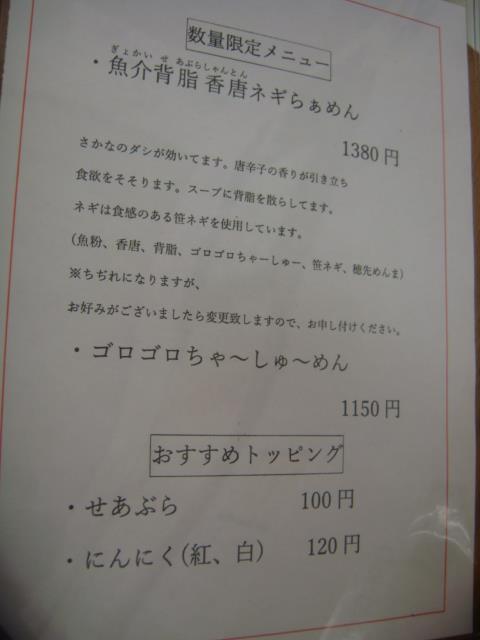 数量限定メニュー
ぎょかい せ あぶらしゃんとん
・魚介背脂香唐ネギらぁめん
1380円
さかなのダシが効いてます。唐辛子の香りが引き立ち
食欲をそそります。スープに背脂を散らしてます。
ネギは食感のある笹ネギを使用しています。
(魚粉、香唐、背脂、ゴロゴロちゃーしゅー、笹ネギ、穂先めんま)
※ちぢれになりますが、
お好みがございましたら変更致しますので、お申し付けください。
・ゴロゴロちゃ～しゅ～めん
1150円
おすすめトッピング
・せあぶら 100円
・にんにく(紅、白) 120円